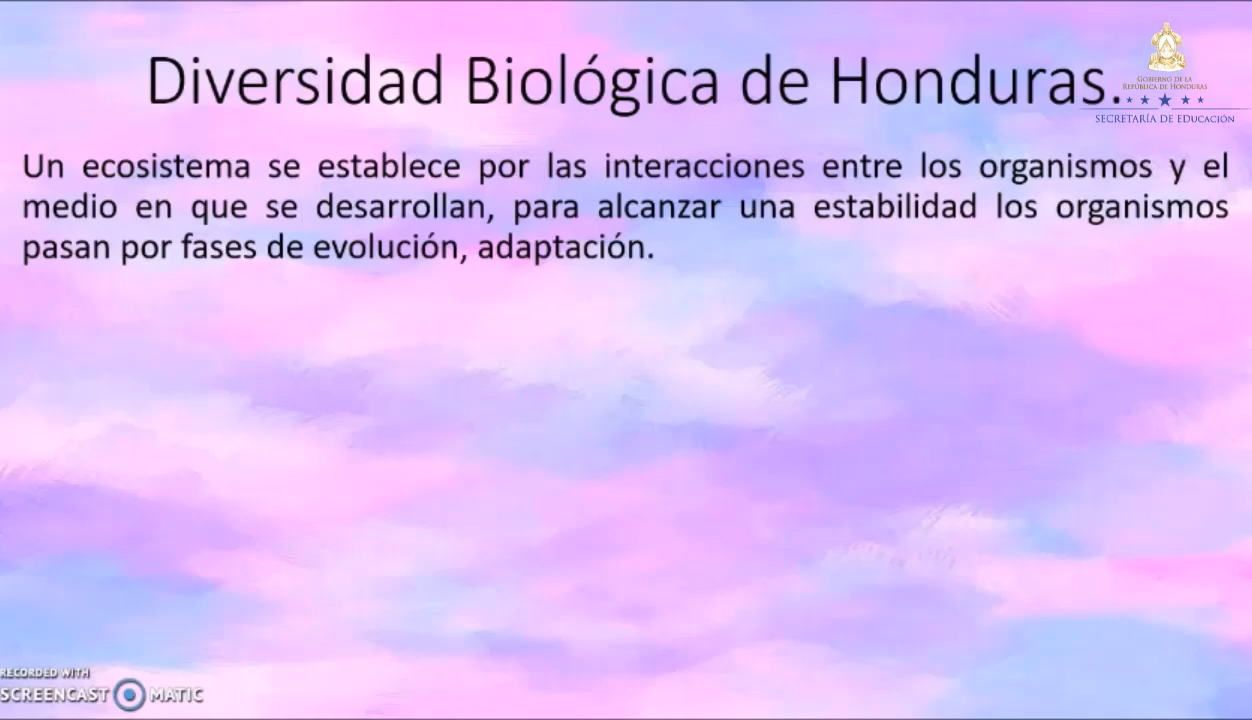 Diversidad Biológica de Honduras.
GOBIERNO DE LA
REPÚBLICA DE HONDURAS
SECRETARÍA DE EDUCACIÓN
Un ecosistema se establece por las interacciones entre los organismos y el
medio en que se desarrollan, para alcanzar una estabilidad los organismos
pasan por fases de evolución, adaptación.
RECORDED WITH
SCREENCAST MATIC